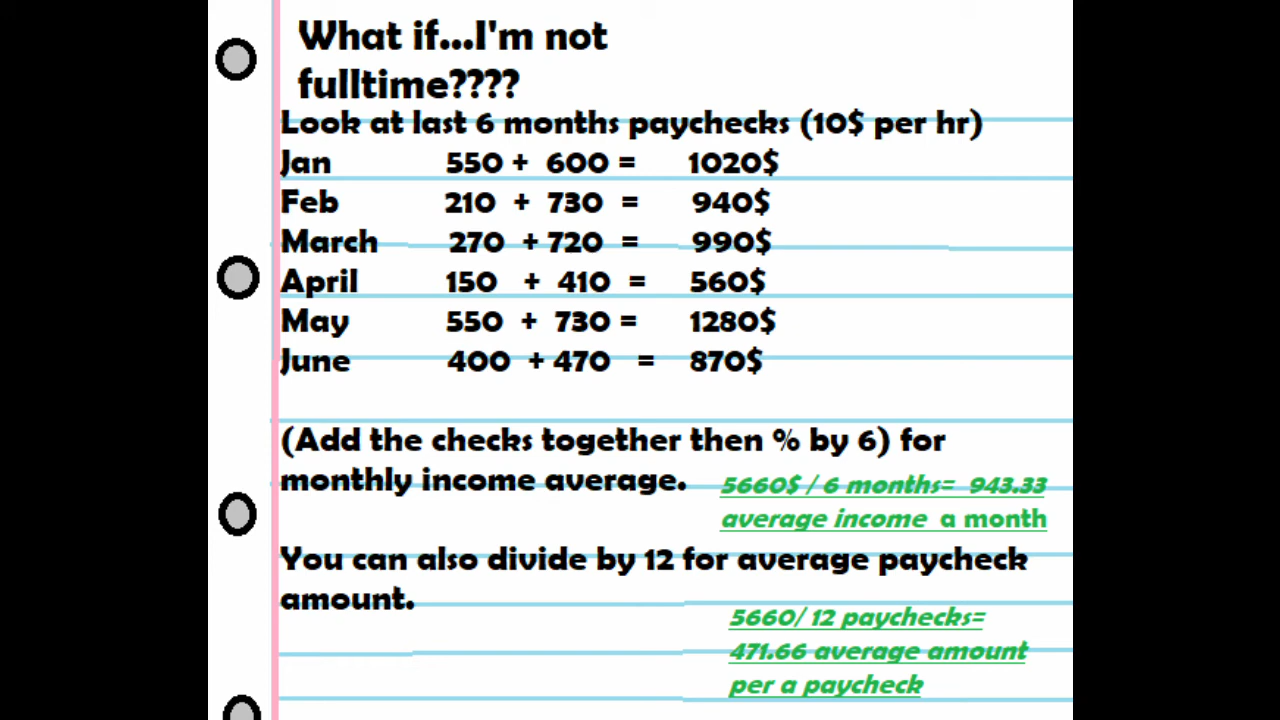 What if...I'm not
fulltime????
Look at last 6 months paychecks (10$ per hr)
Jan 550 + 600 = 1020$
Feb 210 + 730 = 940$
March 270 + 720 = 990$
April 150 + 410 = 560$
May 550 + 730 = 1280$
June 400 + 470 = 870$
(Add the checks together then % by 6) for
monthly income average.
5660$ / 6 months= 943.33
average income a month
You can also divide by 12 for average paycheck
amount.
5660/ 12 paychecks=
471.66 average amount
per a paycheck